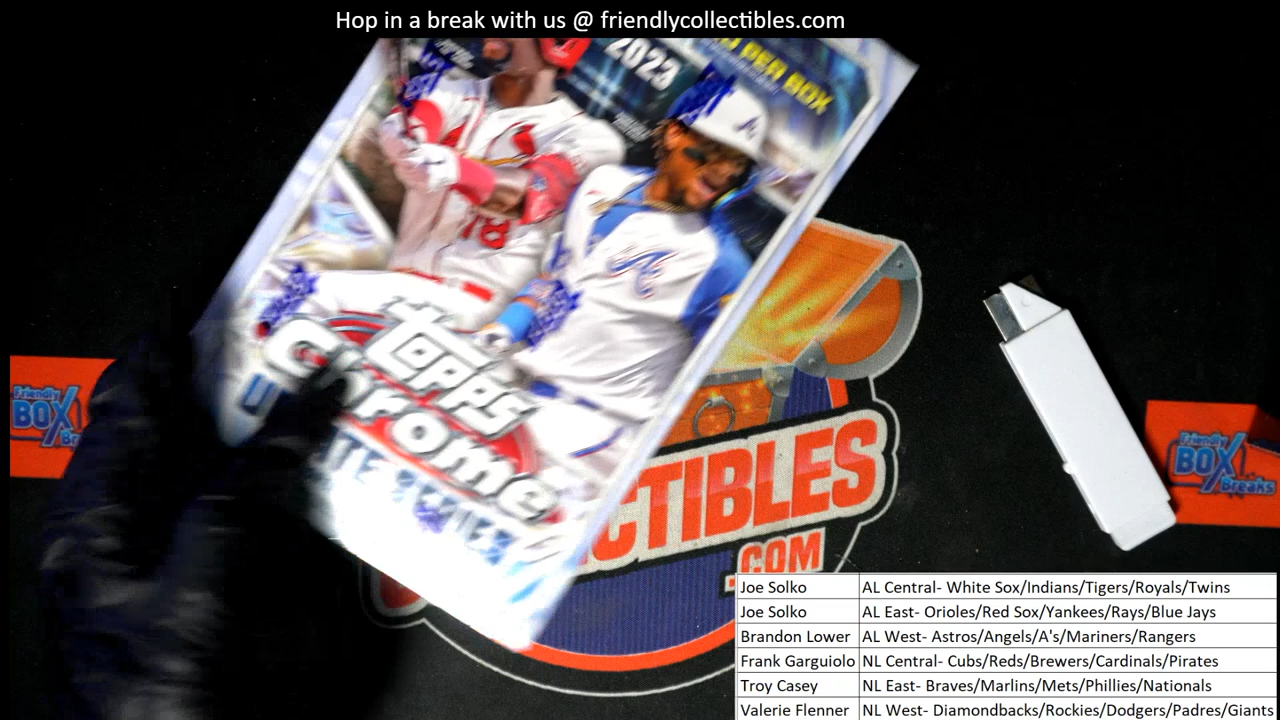 Hop in a break with us @ friendlycollectibles.com
2023
PER BOX
A
18
Topps
Chrome
CTIBLES
.COM
Friendly
BOX
Friendly
BOX
Breaks
Joe Solko AL Central- White Sox/Indians/Tigers/Royals/Twins
Joe Solko AL East- Orioles/Red Sox/Yankees/Rays/Blue Jays
Brandon Lower AL West- Astros/Angels/A's/Mariners/Rangers
Frank Garguiolo NL Central- Cubs/Reds/Brewers/Cardinals/Pirates
Troy Casey NL East- Braves/Marlins/Mets/Phillies/Nationals
Valerie Flenner NL West- Diamondbacks/Rockies/Dodgers/Padres/Giants